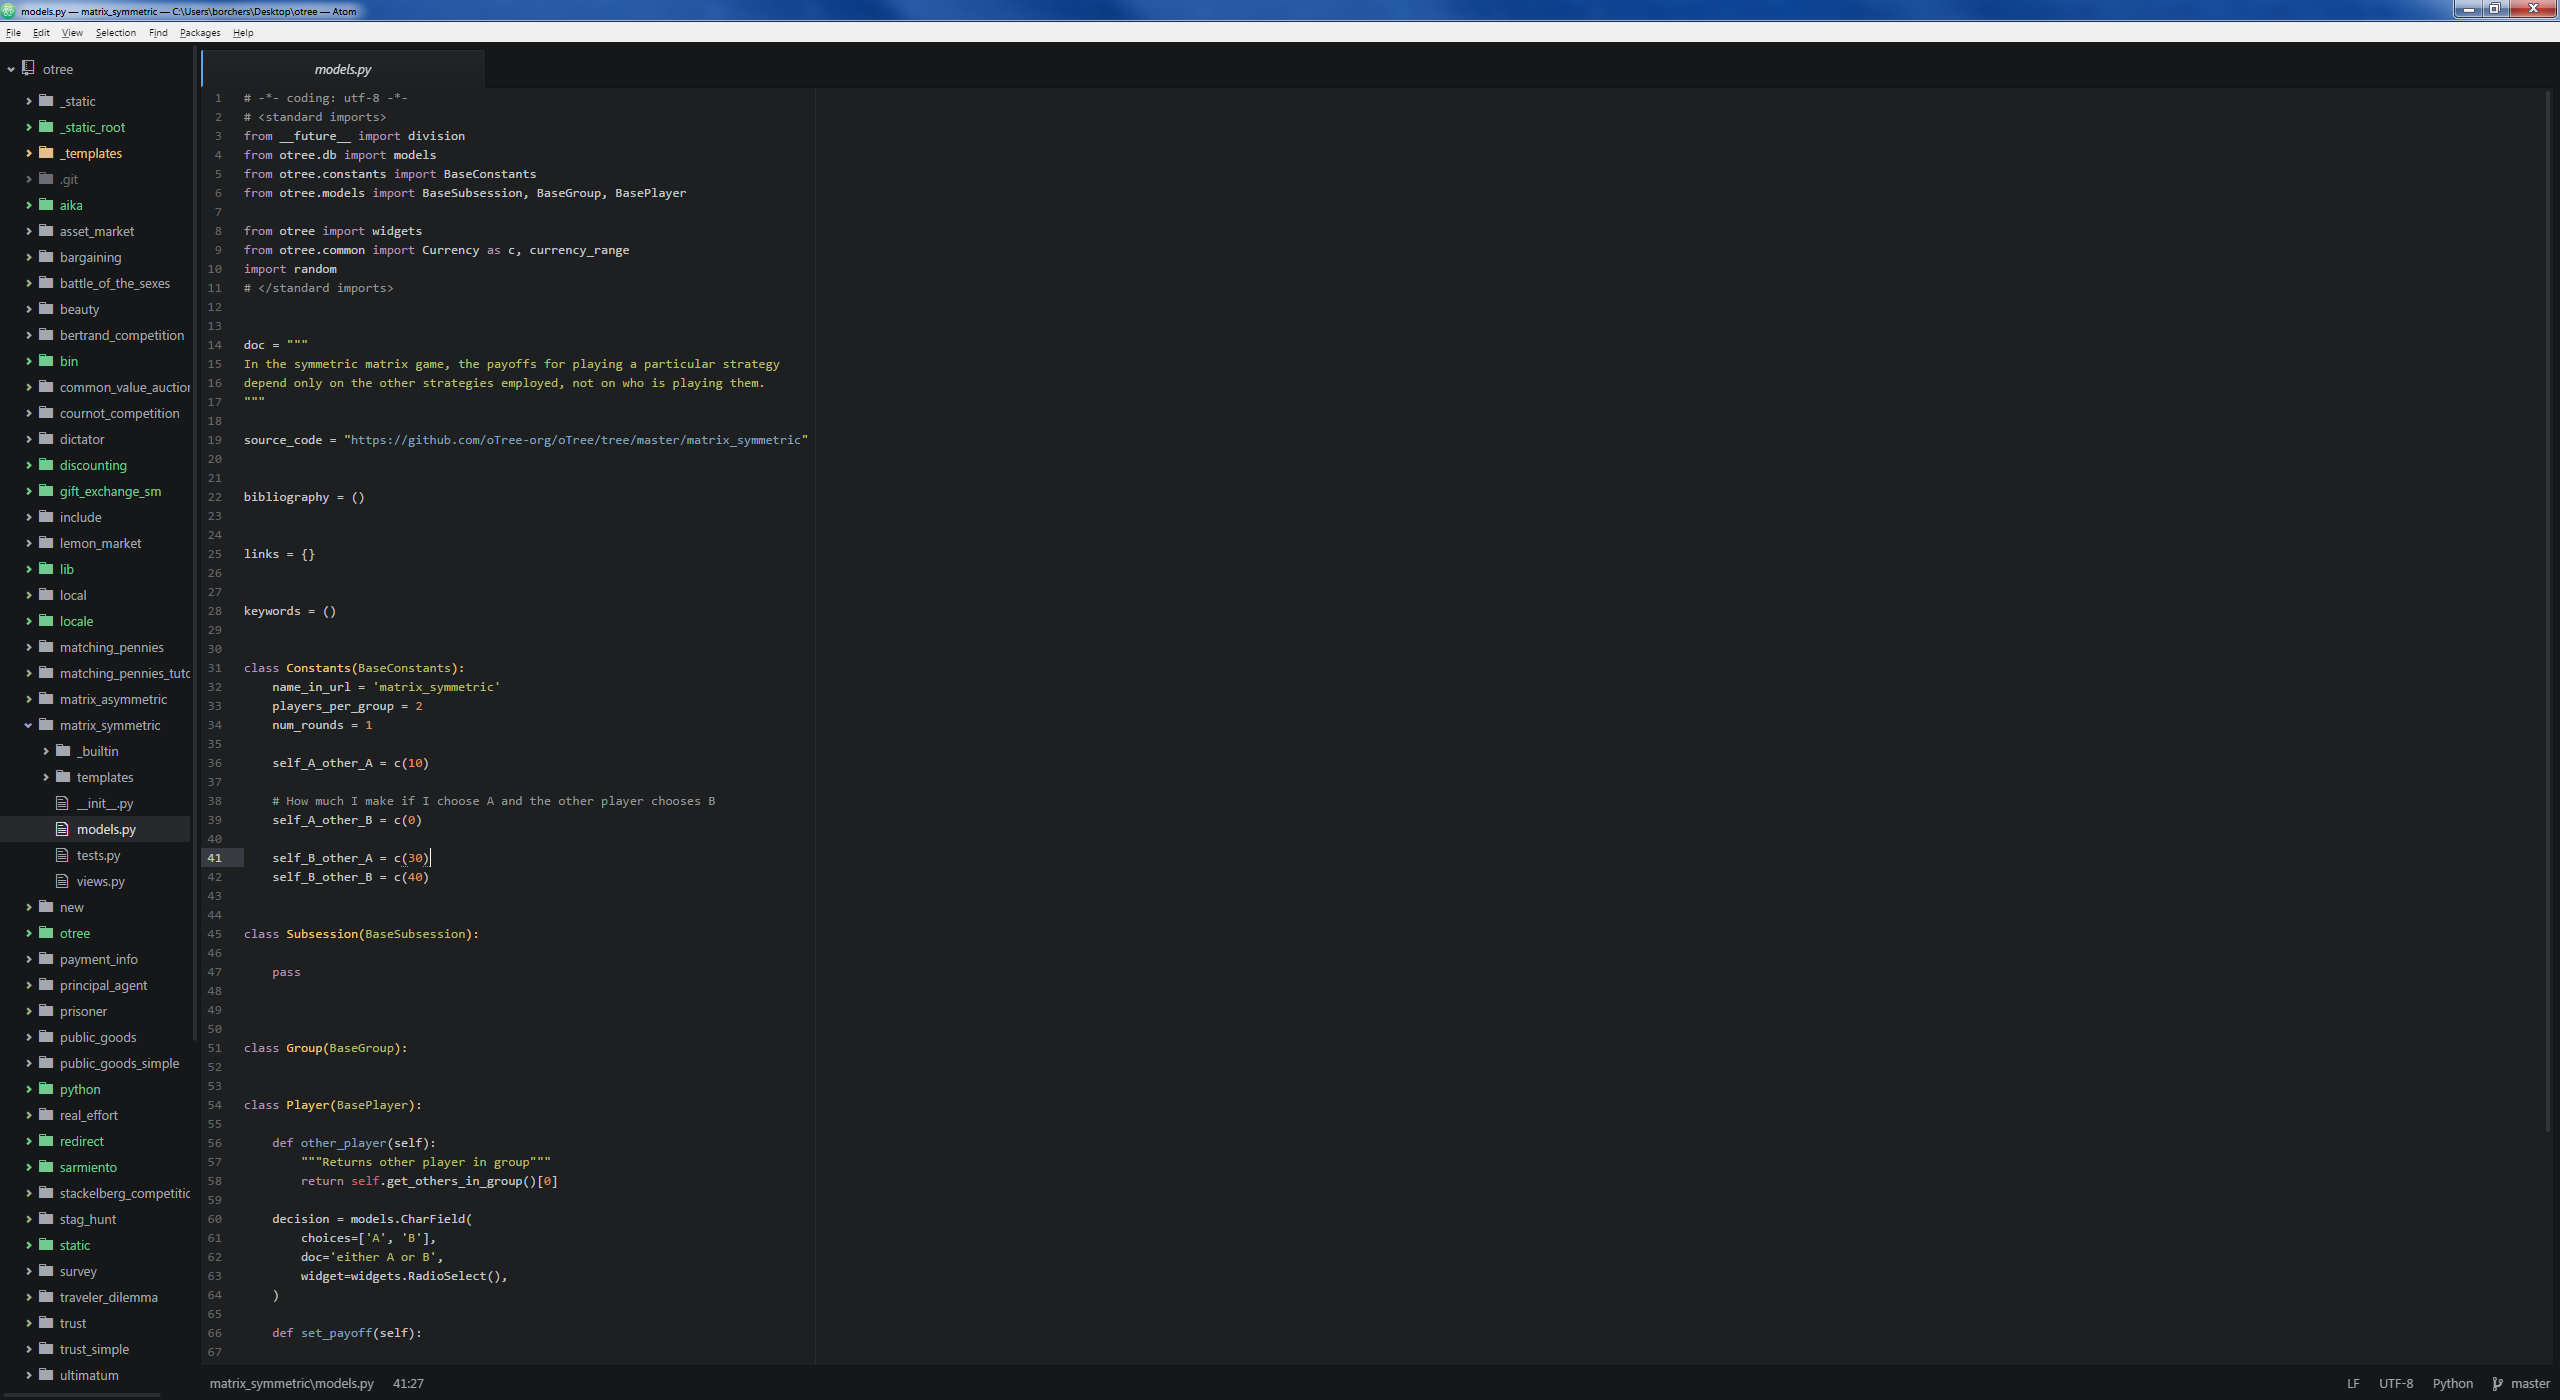 models.py — matrix_symmetric — C:\Users\borchers\Desktop\otree — Atom
File Edit View Selection Find Packages Help
otree
_static
_static_root
_templates
.git
aika
asset_market
bargaining
battle_of_the_sexes
beauty
bertrand_competition
bin
common_value_auctior
cournot_competition
dictator
discounting
gift_exchange_sm
include
lemon_market
lib
local
locale
matching_pennies
matching_pennies_tutc
matrix_asymmetric
matrix_symmetric
_builtin
templates
__init__.py
models.py
tests.py
views.py
new
otree
payment_info
principal_agent
prisoner
public_goods
public_goods_simple
python
real_effort
redirect
sarmiento
stackelberg_competitic
stag_hunt
static
survey
traveler_dilemma
trust
trust_simple
ultimatum
models.py
1 # -*- coding: utf-8 -*-
2 # <standard imports>
3 from __future__ import division
4 from otree.db import models
5 from otree.constants import BaseConstants
6 from otree.models import BaseSubsession, BaseGroup, BasePlayer
7
8 from otree import widgets
9 from otree.common import Currency as c, currency_range
10 import random
11 # </standard imports>
12
13
14 doc = """
15 In the symmetric matrix game, the payoffs for playing a particular strategy
16 depend only on the other strategies employed, not on who is playing them.
17 """
18
19 source_code = "https://github.com/oTree-org/oTree/tree/master/matrix_symmetric"
20
21
22 bibliography = ()
23
24
25 links = {}
26
27
28 keywords = ()
29
30
31 class Constants(BaseConstants):
32 name_in_url = 'matrix_symmetric'
33 players_per_group = 2
34 num_rounds = 1
35
36 self_A_other_A = c(10)
37
38 # How much I make if I choose A and the other player chooses B
39 self_A_other_B = c(0)
40
41 self_B_other_A = c(30)
42 self_B_other_B = c(40)
43
44
45 class Subsession(BaseSubsession):
46
47 pass
48
49
50
51 class Group(BaseGroup):
52
53
54 class Player(BasePlayer):
55
56 def other_player(self):
57 """Returns other player in group"""
58 return self.get_others_in_group()[0]
59
60 decision = models.CharField(
61 choices=['A', 'B'],
62 doc='either A or B',
63 widget=widgets.RadioSelect(),
64 )
65
66 def set_payoff(self):
67
matrix_symmetric\models.py 41:27 LF UTF-8 Python master